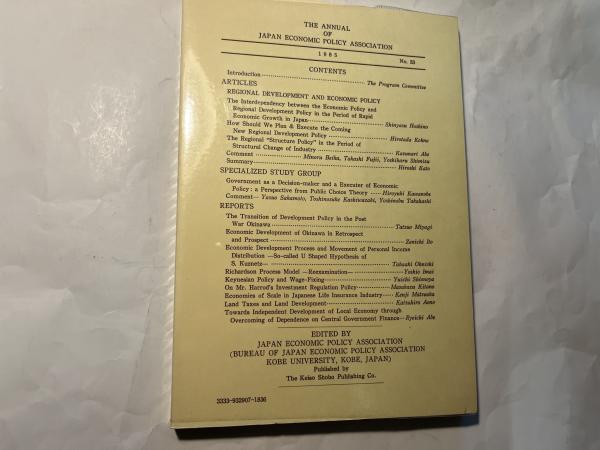 THE ANNUAL
OF
JAPAN ECONOMIC POLICY ASSOCIATION
1985 No. 33
CONTENTS
Introduction The Program Committee
ARTICLES
REGIONAL DEVELOPMENT AND ECONOMIC POLICY
The Interdependency between the Economic Policy and
Regional Development Policy in the Period of Rapid
Economic Growth in Japan Shinyasu Hoshino
How Should We Plan & Execute the Coming
New Regional Development Policy Hirotada Kohno
The Regional "Structure Policy" in the Period of
Structural Change of Industry Kazunari Abe
Comment Minoru Beika, Takashi Fujii, Yoshiharu Shimizu
Summary Hiroshi Kato
SPECIALIZED STUDY GROUP
Government as a Decision-maker and a Executer of Economic
Policy: a Perspective from Public Choice Theory Hiroyuki Kawanobe
Comment— Yasuo Sakamoto, Toshinosuke Kashiwazaki, Yoshinobu Takahashi
REPORTS
The Transition of Development Policy in the Post
War Okinawa Tatsuo Miyagi
Economic Development of Okinawa in Retrospect
and Prospect Zenichi Ito
Economic Development Process and Movement of Personal Income
Distribution —So-called U Shaped Hypothesis of
S. Kuznets— Takashi Okazaki
Richardson Process Model —Reexamination— Yoshio Imai
Keynesian Policy and Wage-Fixing Yuichi Shionoya
On Mr. Harrod's Investment Regulation Policy Masakazu Kitano
Economies of Scale in Japanese Life Insurance Industry Kenji Matsuoka
Land Taxes and Land Development Katsuhiro Aono
Towards Independent Development of Local Economy through
Overcoming of Dependence on Central Government Finance— Ryoichi Abe
EDITED BY
JAPAN ECONOMIC POLICY ASSOCIATION
(BUREAU OF JAPAN ECONOMIC POLICY ASSOCIATION
KOBE UNIVERSITY, KOBE, JAPAN)
Published by
The Keiso Shobo Publishing Co.
3333-932907-1836